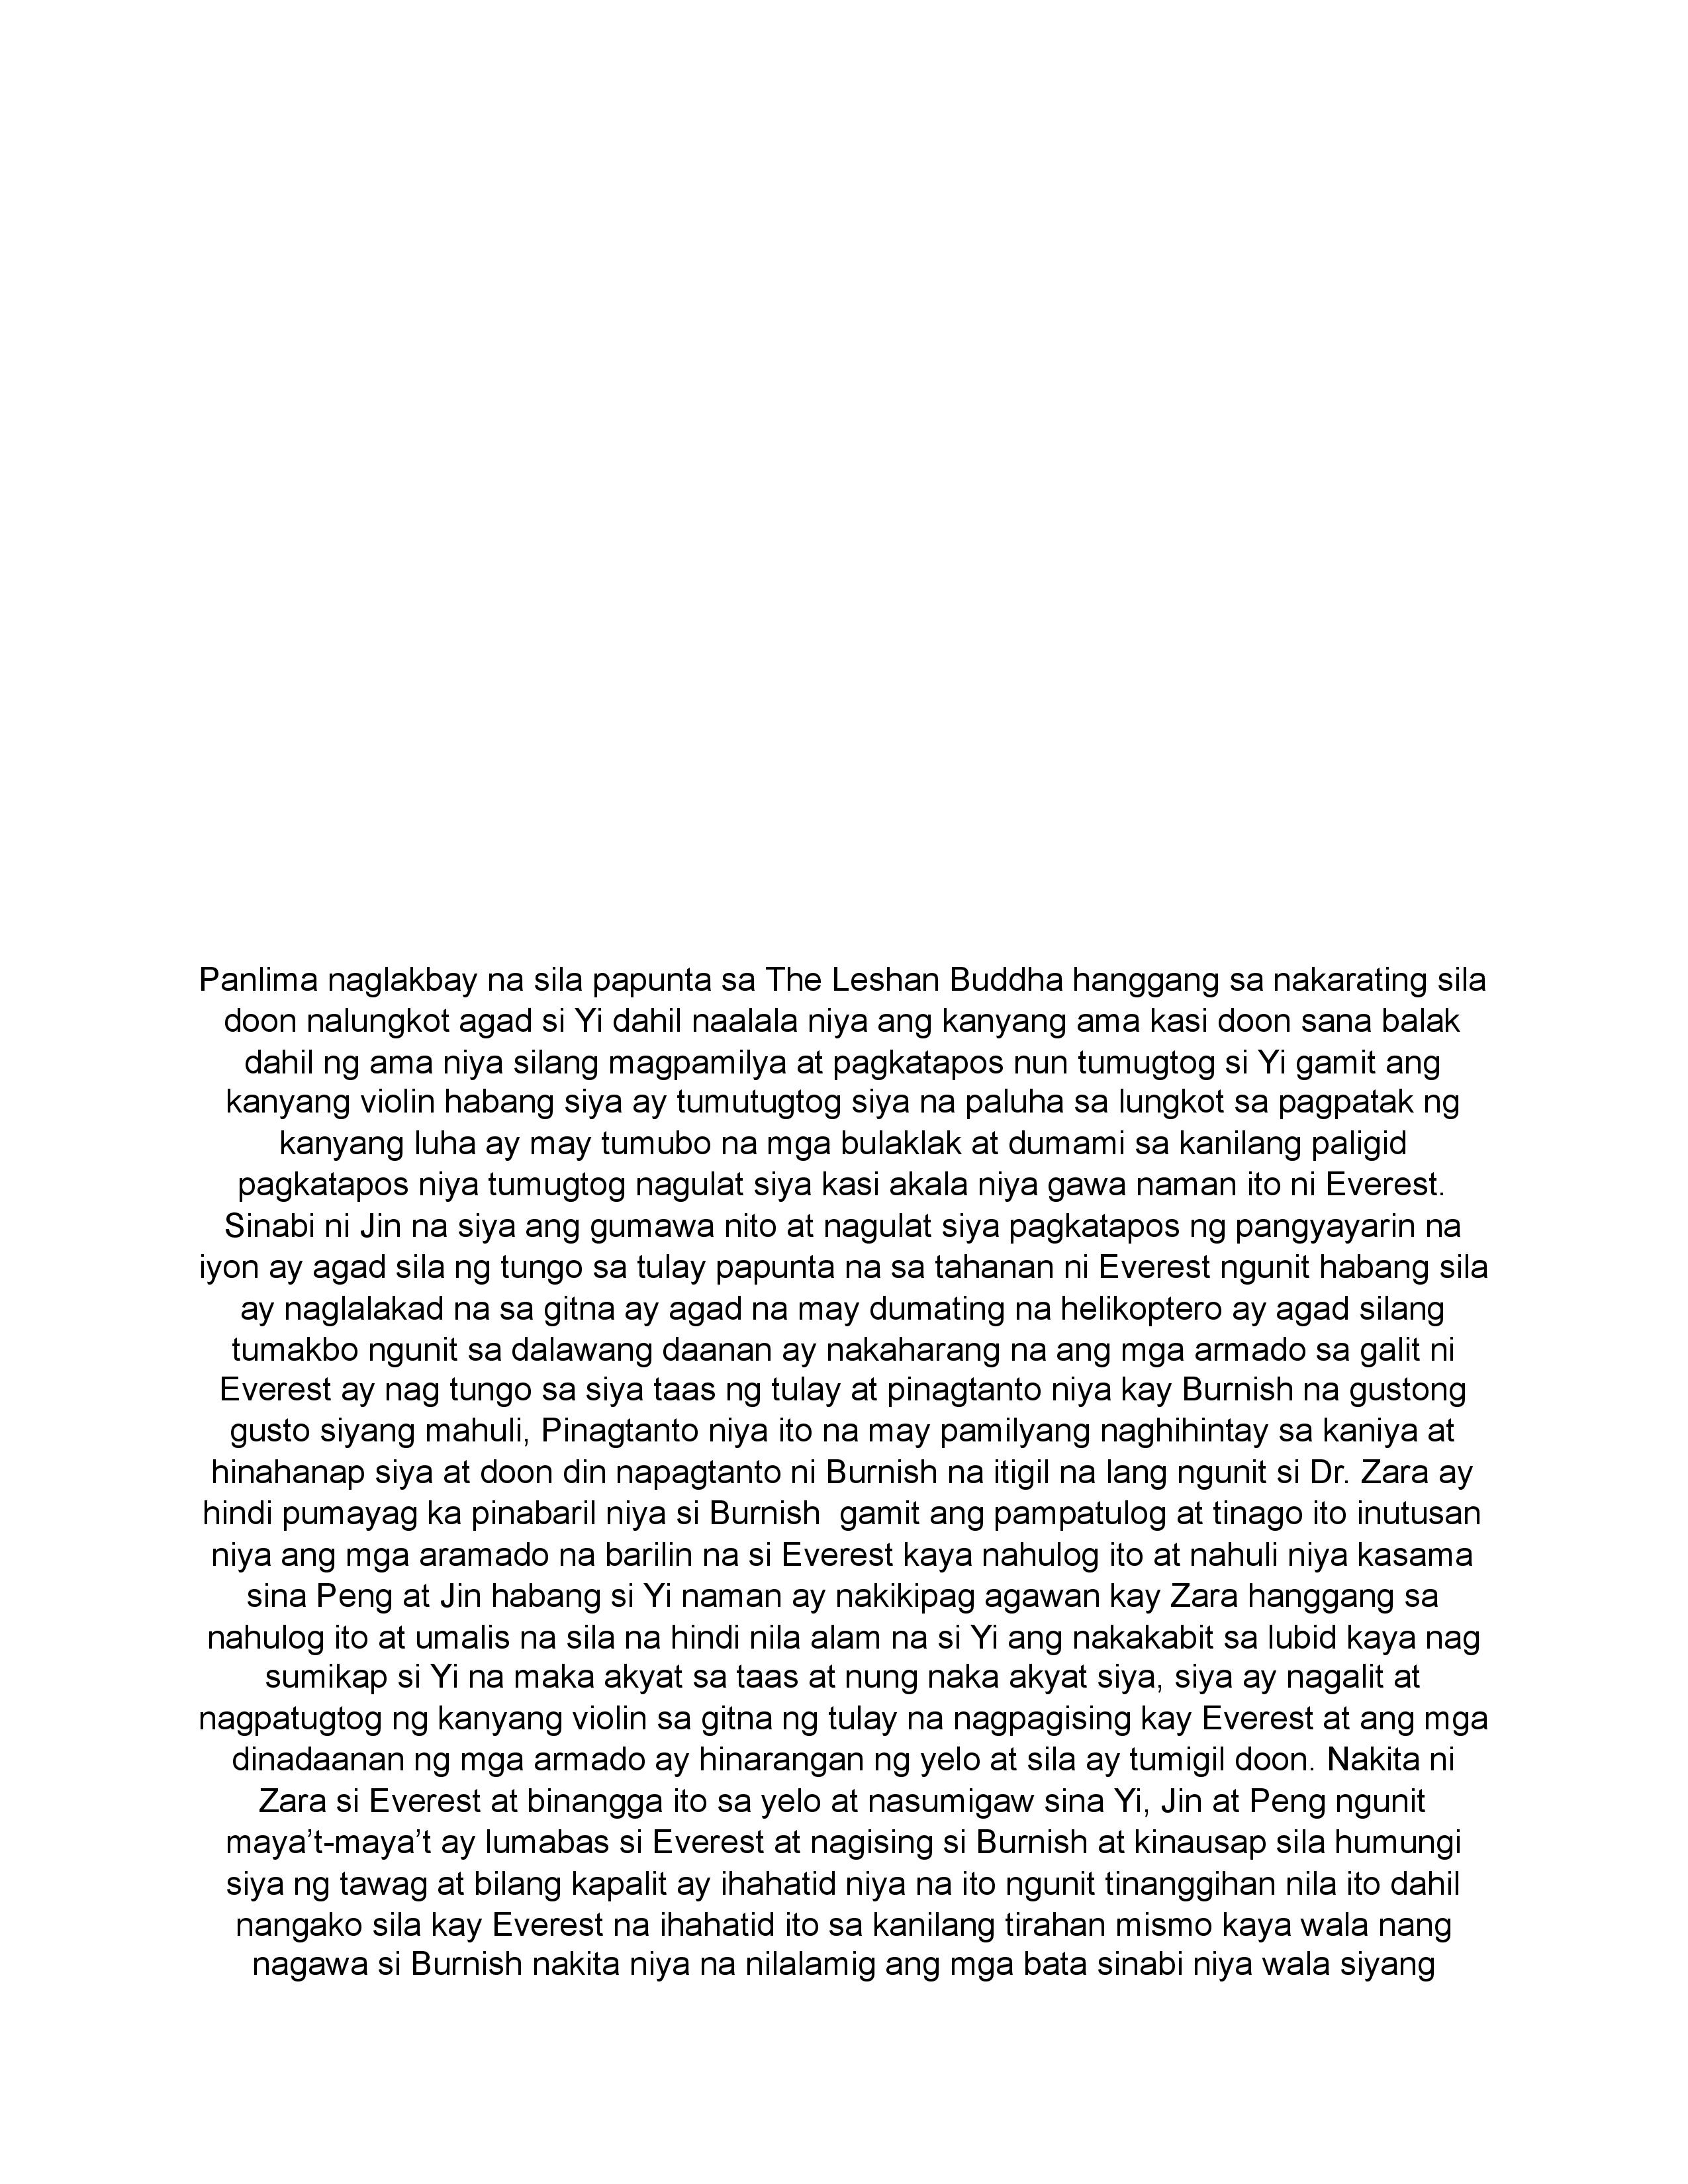 Panlima naglakbay na sila papunta sa The Leshan Buddha hanggang sa nakarating sila
doon nalungkot agad si Yi dahil naalala niya ang kanyang ama kasi doon sana balak
dahil ng ama niya silang magpamilya at pagkatapos nun tumugtog si Yi gamit ang
kanyang violin habang siya ay tumutugtog siya na paluha sa lungkot sa pagpatak ng
kanyang luha ay may tumubo na mga bulaklak at dumami sa kanilang paligid
pagkatapos niya tumugtog nagulat siya kasi akala niya gawa naman ito ni Everest.
Sinabi ni Jin na siya ang gumawa nito at nagulat siya pagkatapos ng pangyayarin na
iyon ay agad sila ng tungo sa tulay papunta na sa tahanan ni Everest ngunit habang sila
ay naglalakad na sa gitna ay agad na may dumating na helikoptero ay agad silang
tumakbo ngunit sa dalawang daanan ay nakaharang na ang mga armado sa galit ni
Everest ay nag tungo sa siya taas ng tulay at pinagtanto niya kay Burnish na gustong
gusto siyang mahuli, Pinagtanto niya ito na may pamilyang naghihintay sa kaniya at
hinahanap siya at doon din napagtanto ni Burnish na itigil na lang ngunit si Dr. Zara ay
hindi pumayag ka pinabaril niya si Burnish  gamit ang pampatulog at tinago ito inutusan
niya ang mga aramado na barilin na si Everest kaya nahulog ito at nahuli niya kasama
sina Peng at Jin habang si Yi naman ay nakikipag agawan kay Zara hanggang sa
nahulog ito at umalis na sila na hindi nila alam na si Yi ang nakakabit sa lubid kaya nag
sumikap si Yi na maka akyat sa taas at nung naka akyat siya, siya ay nagalit at
nagpatugtog ng kanyang violin sa gitna ng tulay na nagpagising kay Everest at ang mga
dinadaanan ng mga armado ay hinarangan ng yelo at sila ay tumigil doon. Nakita ni
Zara si Everest at binangga ito sa yelo at nasumigaw sina Yi, Jin at Peng ngunit
maya’t-maya’t ay lumabas si Everest at nagising si Burnish at kinausap sila humungi
siya ng tawag at bilang kapalit ay ihahatid niya na ito ngunit tinanggihan nila ito dahil
nangako sila kay Everest na ihahatid ito sa kanilang tirahan mismo kaya wala nang
nagawa si Burnish nakita niya na nilalamig ang mga bata sinabi niya wala siyang